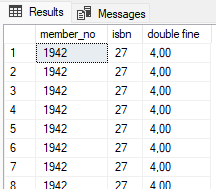 Results Messages
member_no isbn double fine
1 1942 27 4,00
2 1942 27 4,00
3 1942 27 4,00
4 1942 27 4,00
5 1942 27 4,00
6 1942 27 4,00
7 1942 27 4,00
8 1942 27 4,00